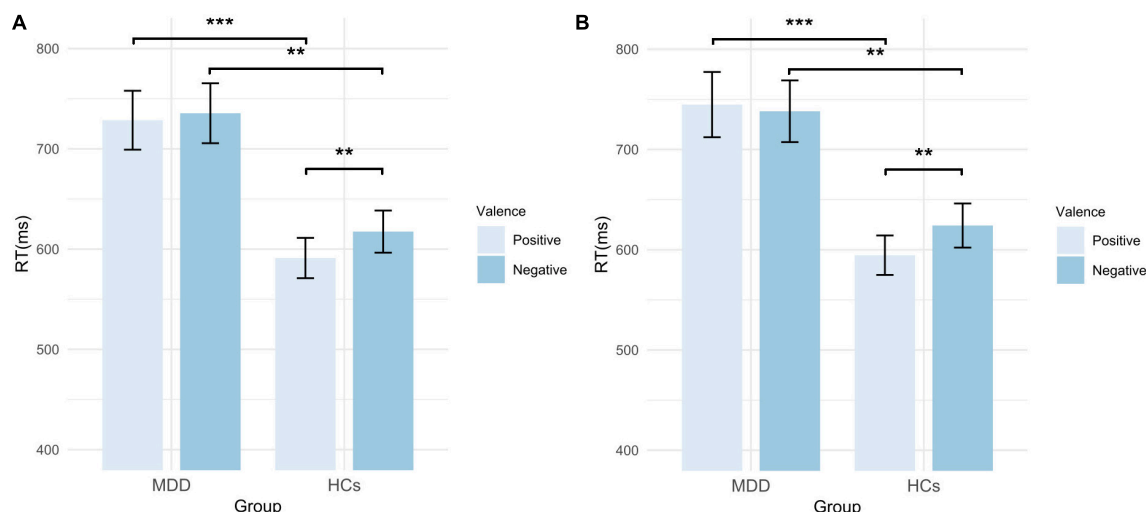 A
***
**
**
800
700
600
500
400
RT(ms)
MDD
HCs
Group
Valence
Positive
Negative
B
***
**
**
800
700
600
500
400
RT(ms)
MDD
HCs
Group
Valence
Positive
Negative